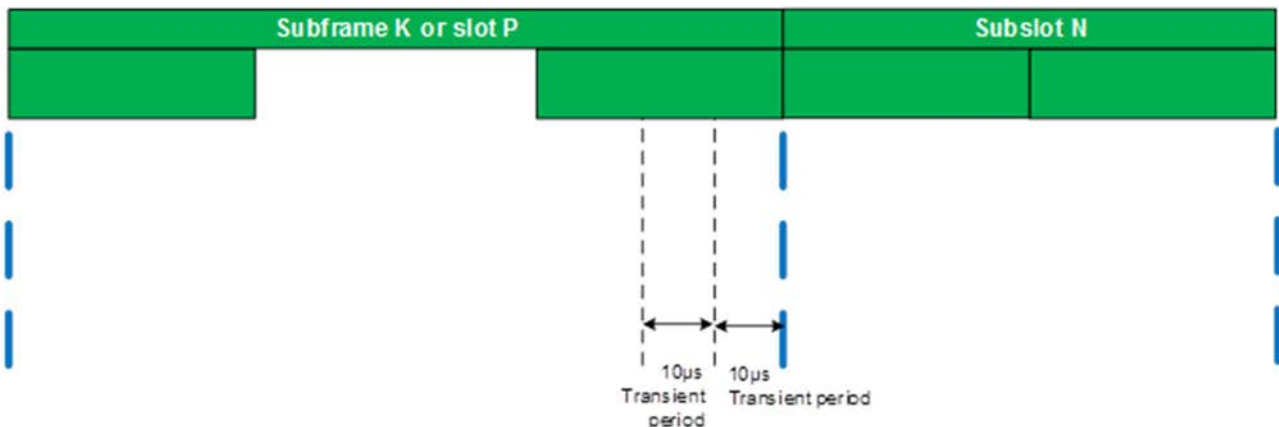 Subframe K or slot P
Subslot N
10µs
Transient
period
10µs
Transient period